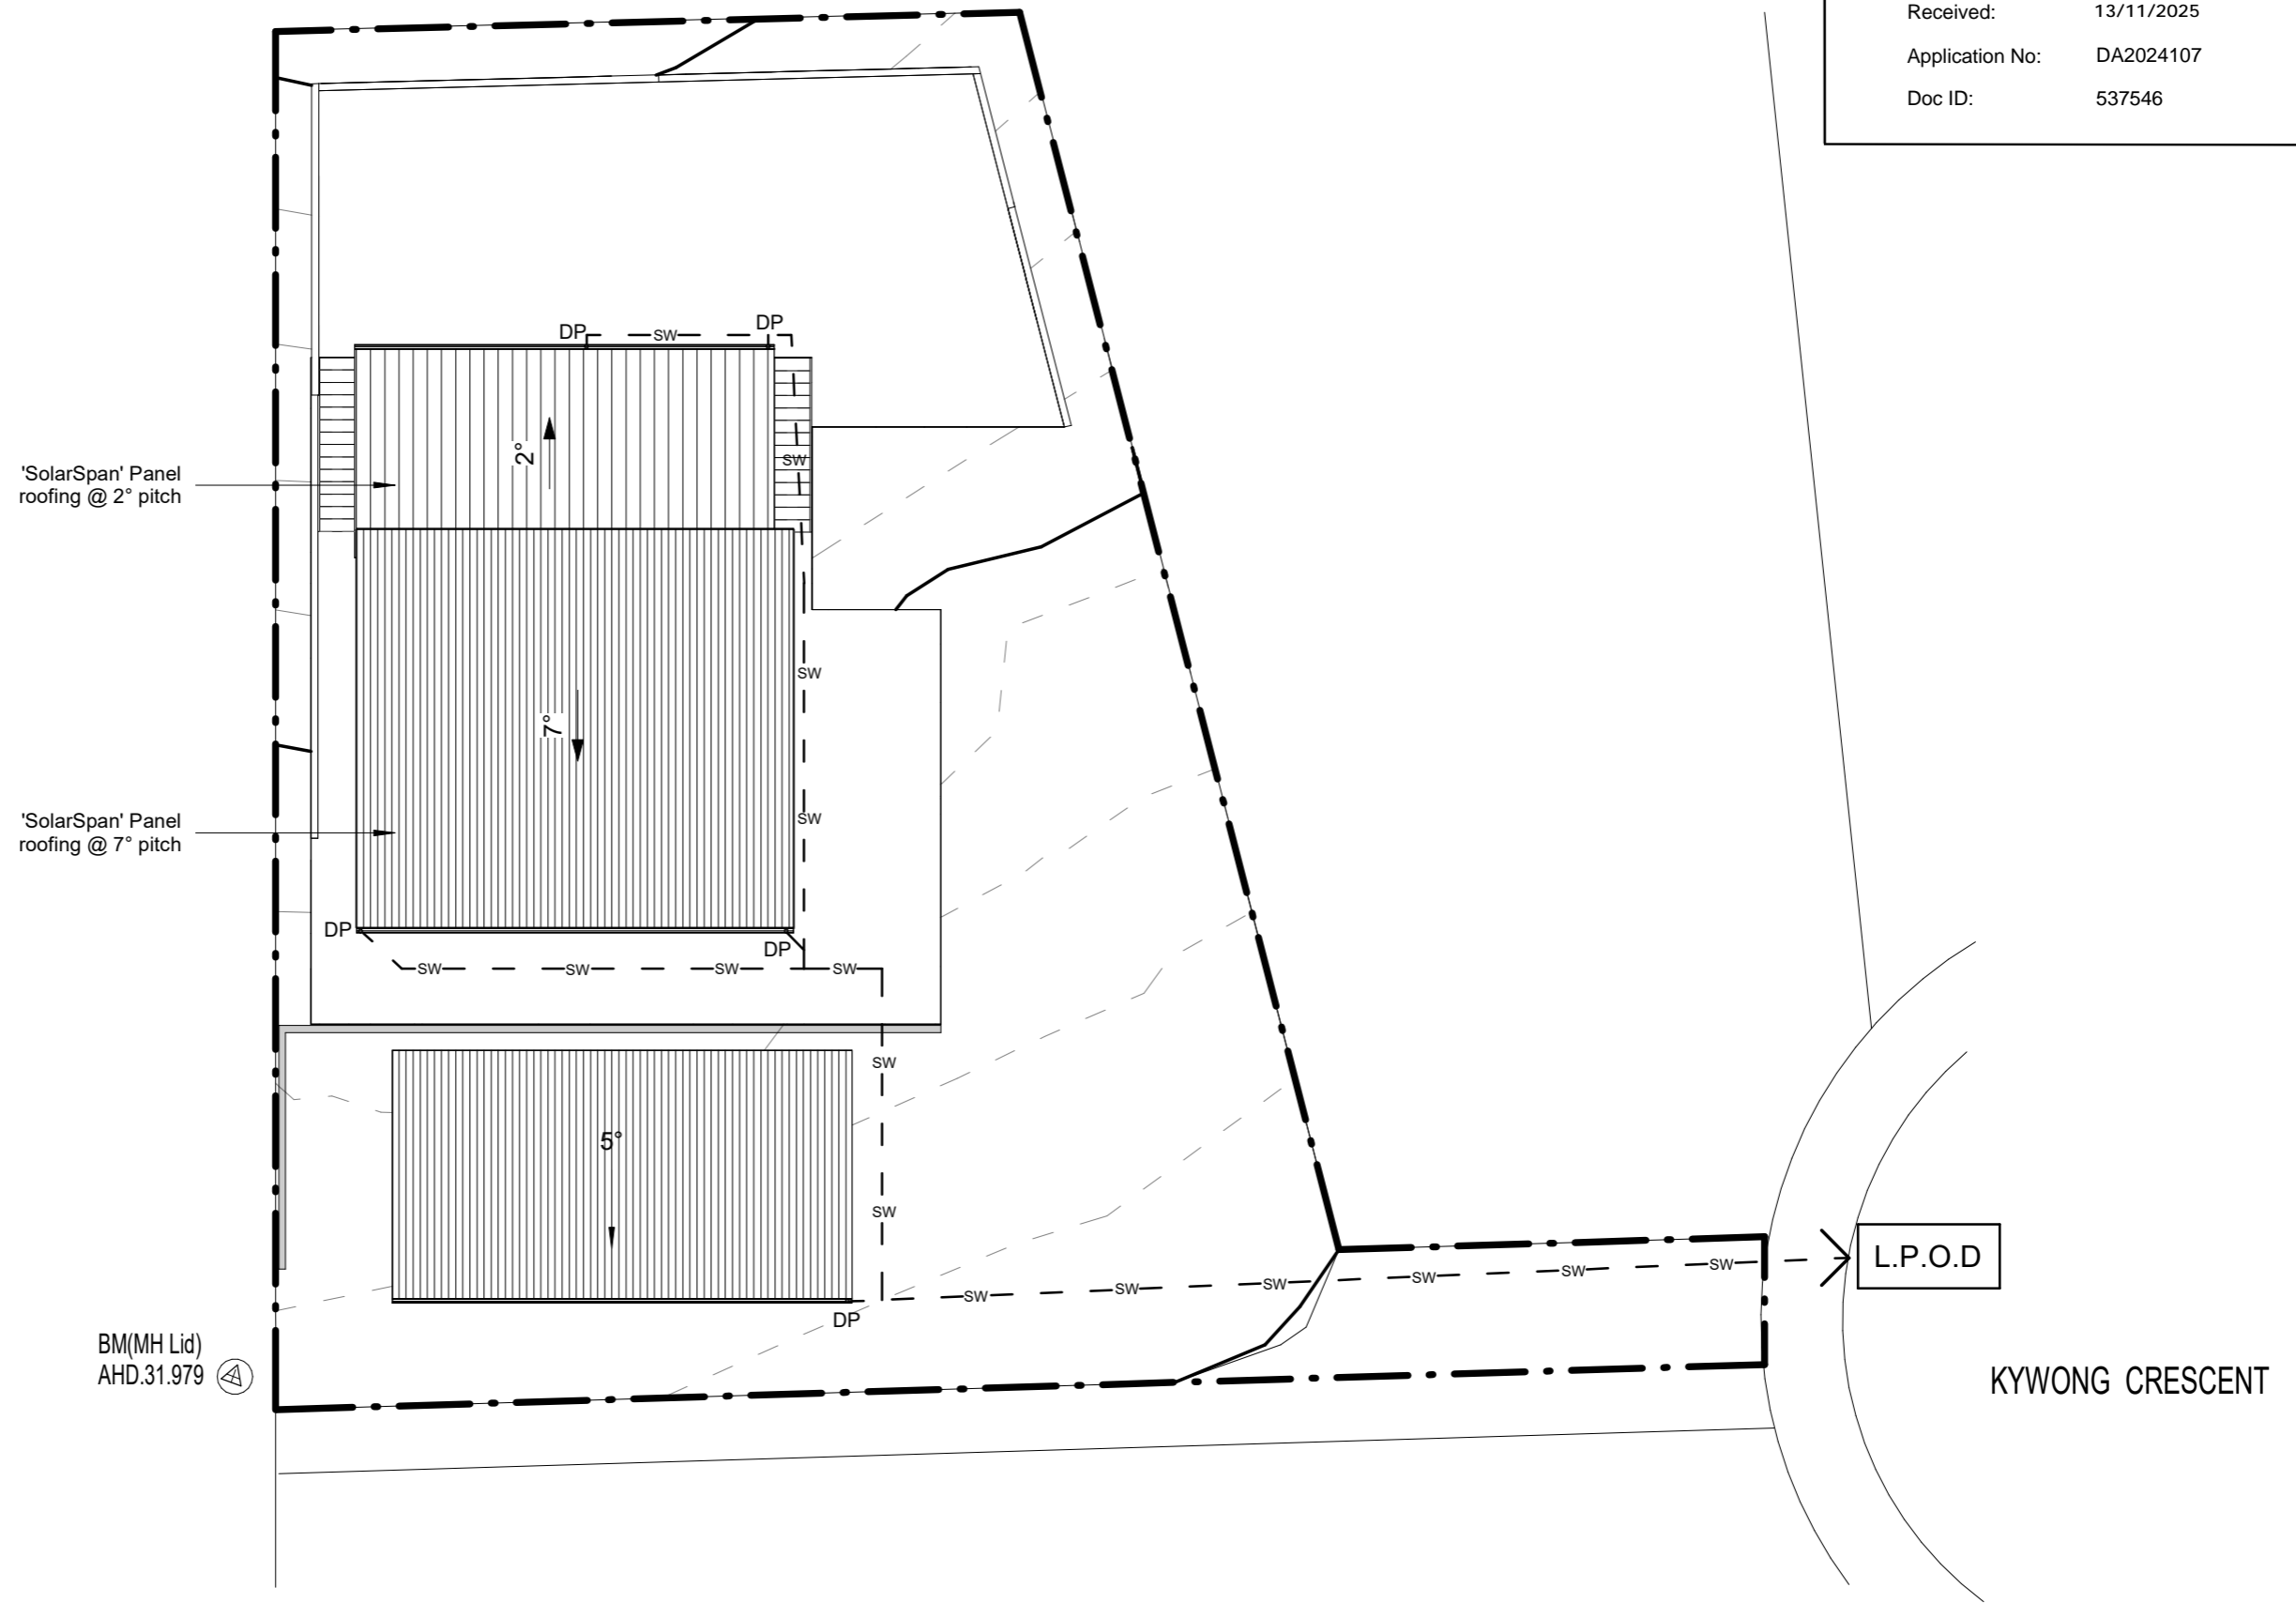 Received: 13/11/2025
Application No: DA2024107
Doc ID: 537546
DP SW DP
2°
SW
'SolarSpan' Panel
roofing @ 2° pitch
SW
7°
'SolarSpan' Panel
roofing @ 7° pitch
SW
DP
DP
SW SW SW SW
SW
5°
SW
L.P.O.D
SW SW SW SW SW SW
DP
BM(MH Lid)
AHD.31.979
KYWONG CRESCENT